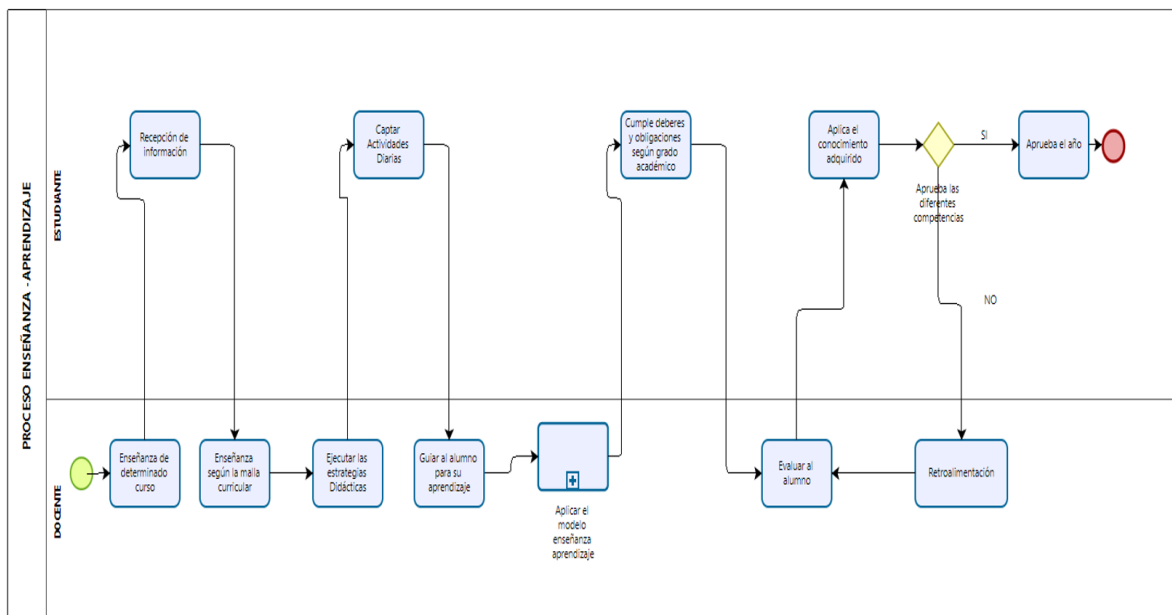 PROCESO ENSEÑANZA - APRENDIZAJE
ESTUDIANTE
Recepción de
información
Captar
Actividades
Diarias
Cumple deberes
y obligaciones
según grado
académico
Aplica el
conocimiento
adquirido
Aprueba las
diferentes
competencias
SI
Aprueba el año
NO
DOCENTE
Enseñanza de
determinado
curso
Enseñanza
según la malla
curricular
Ejecutar las
estrategias
Didácticas
Guiar al alumno
para su
aprendizaje
Aplicar el
modelo
enseñanza
aprendizaje
Evaluar al
alumno
Retroalimentación